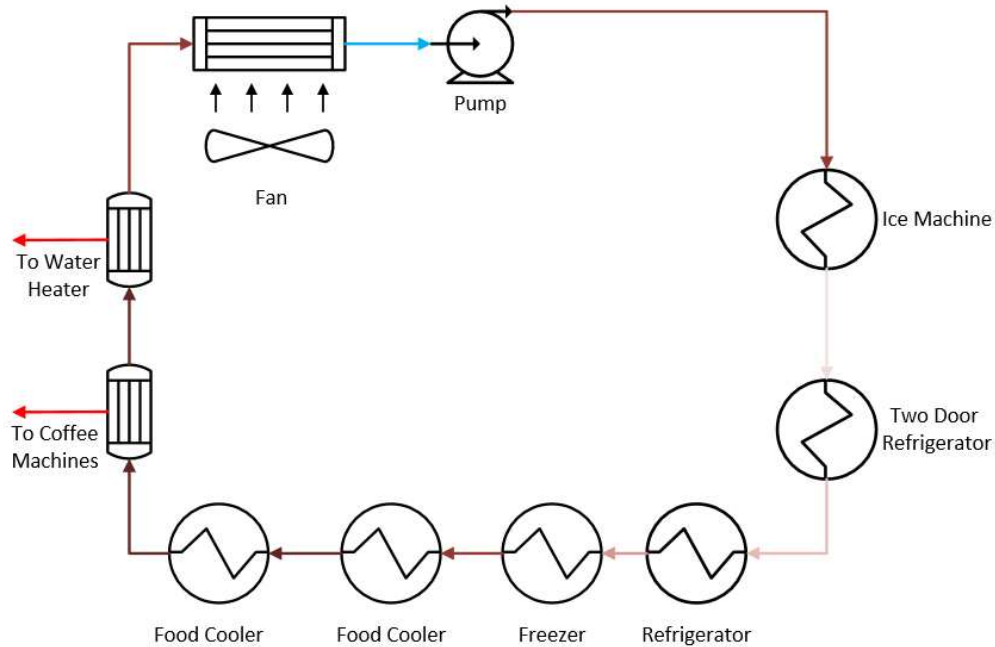 Pump
Fan
Ice Machine
To Water
Heater
Two Door
Refrigerator
To Coffee
Machines
Food Cooler
Food Cooler
Freezer
Refrigerator